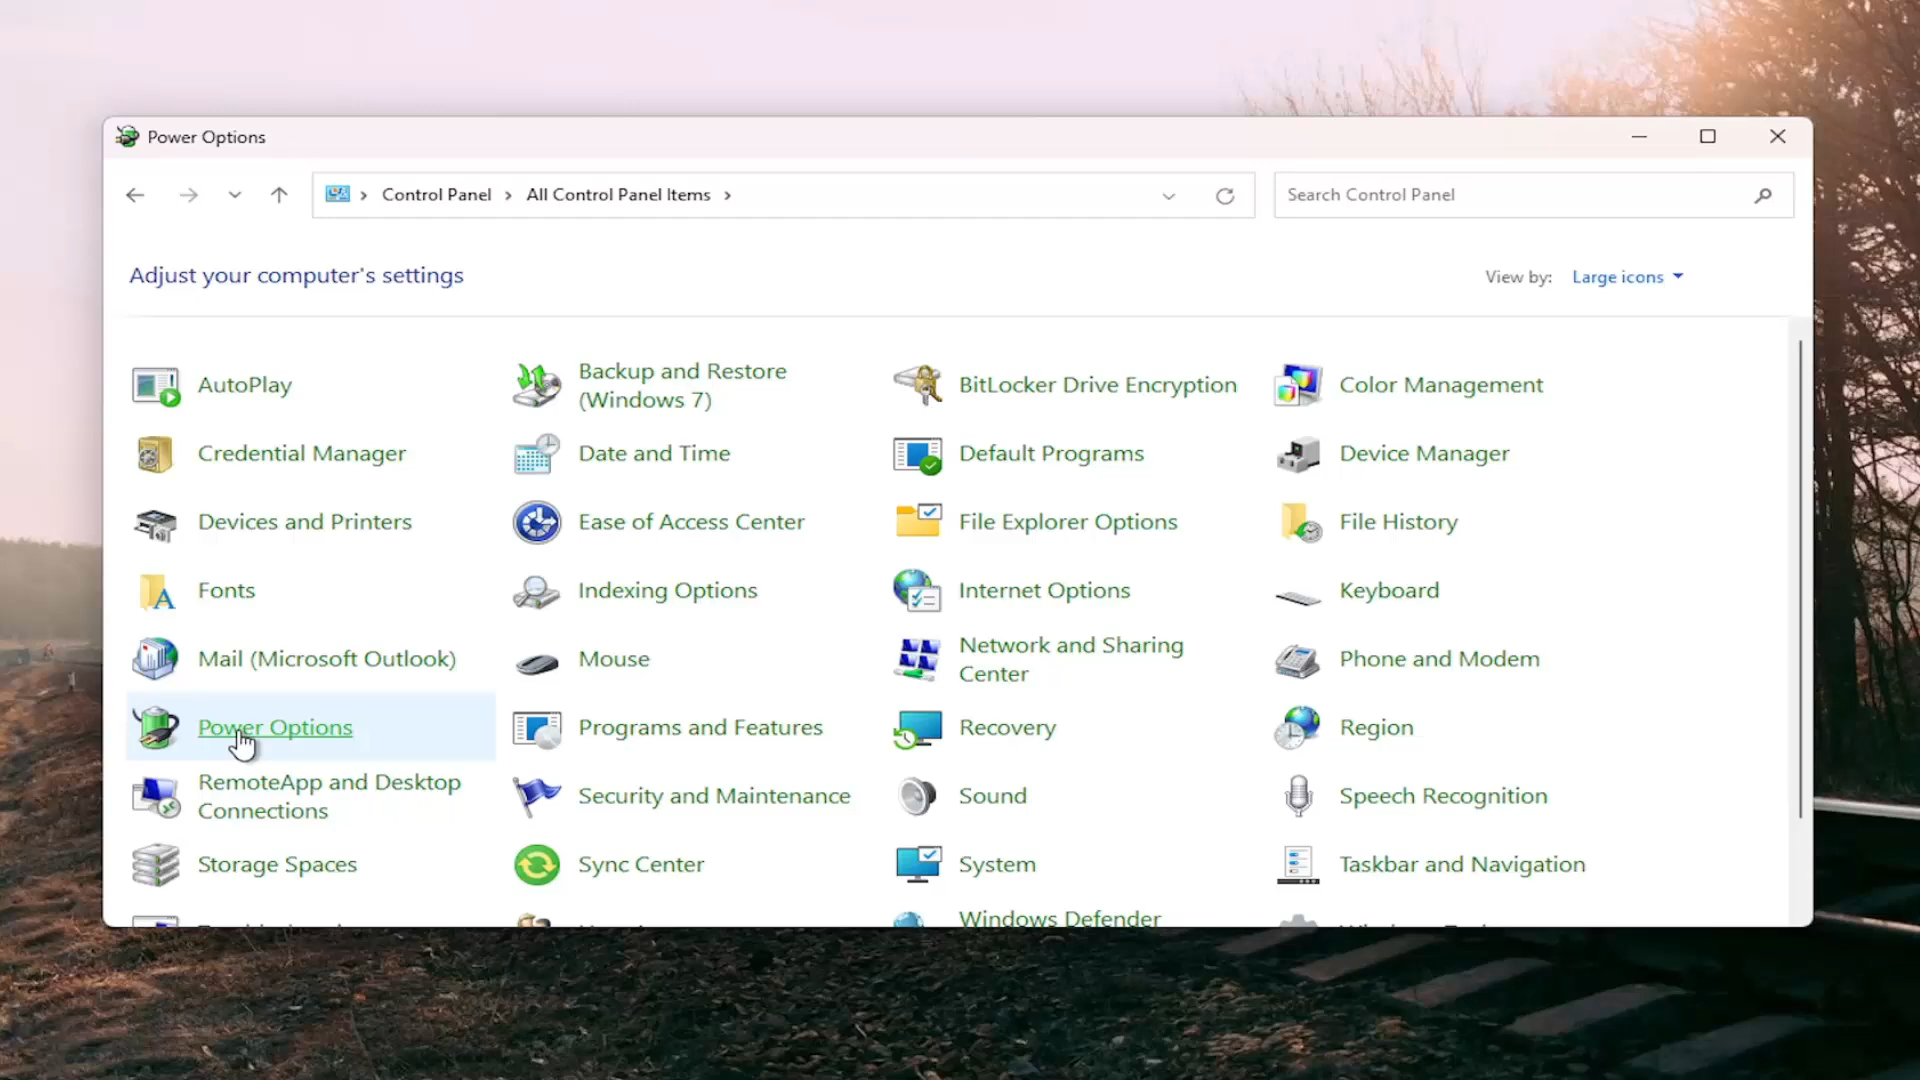 Power Options
Control Panel > All Control Panel Items >
Search Control Panel
Adjust your computer's settings
View by: Large icons
AutoPlay
Backup and Restore
(Windows 7)
BitLocker Drive Encryption
Color Management
Credential Manager
Date and Time
Default Programs
Device Manager
Devices and Printers
Ease of Access Center
File Explorer Options
File History
Fonts
Indexing Options
Internet Options
Keyboard
Mail (Microsoft Outlook)
Mouse
Network and Sharing
Center
Phone and Modem
Power Options
Programs and Features
Recovery
Region
RemoteApp and Desktop
Connections
Security and Maintenance
Sound
Speech Recognition
Storage Spaces
Sync Center
System
Taskbar and Navigation
Windows Defender